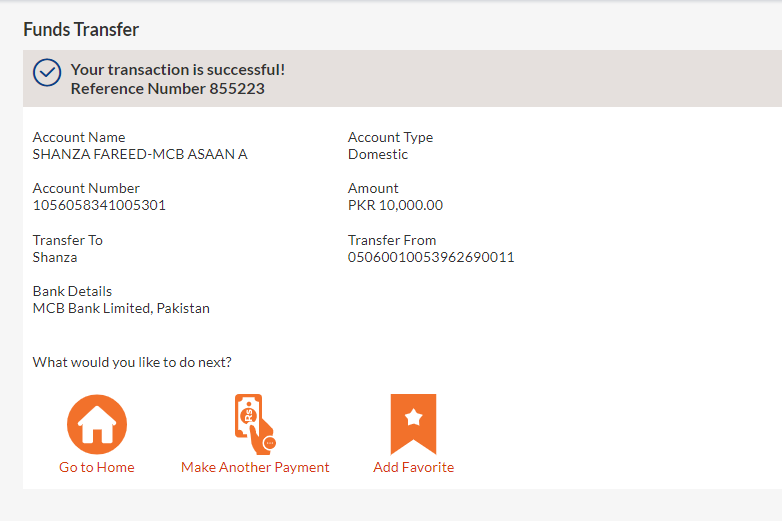 Funds Transfer
Your transaction is successful!
Reference Number 855223
Account Name
SHANZA FAREED-MCB ASAAN A
Account Type
Domestic
Account Number
1056058341005301
Amount
PKR 10,000.00
Transfer To
Shanza
Transfer From
05060010053962690011
Bank Details
MCB Bank Limited, Pakistan
What would you like to do next?
Rs
Go to Home
Make Another Payment
Add Favorite